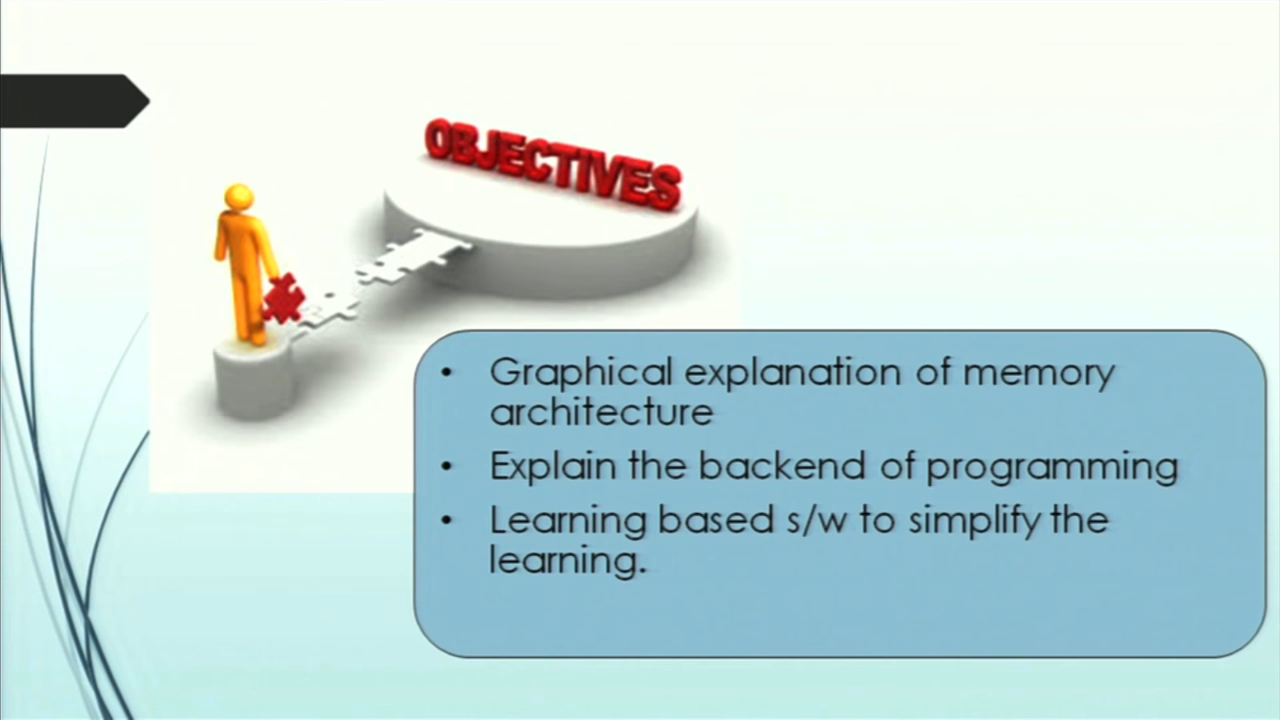 OBJECTIVES
• Graphical explanation of memory
architecture
• Explain the backend of programming
• Learning based s/w to simplify the
learning.